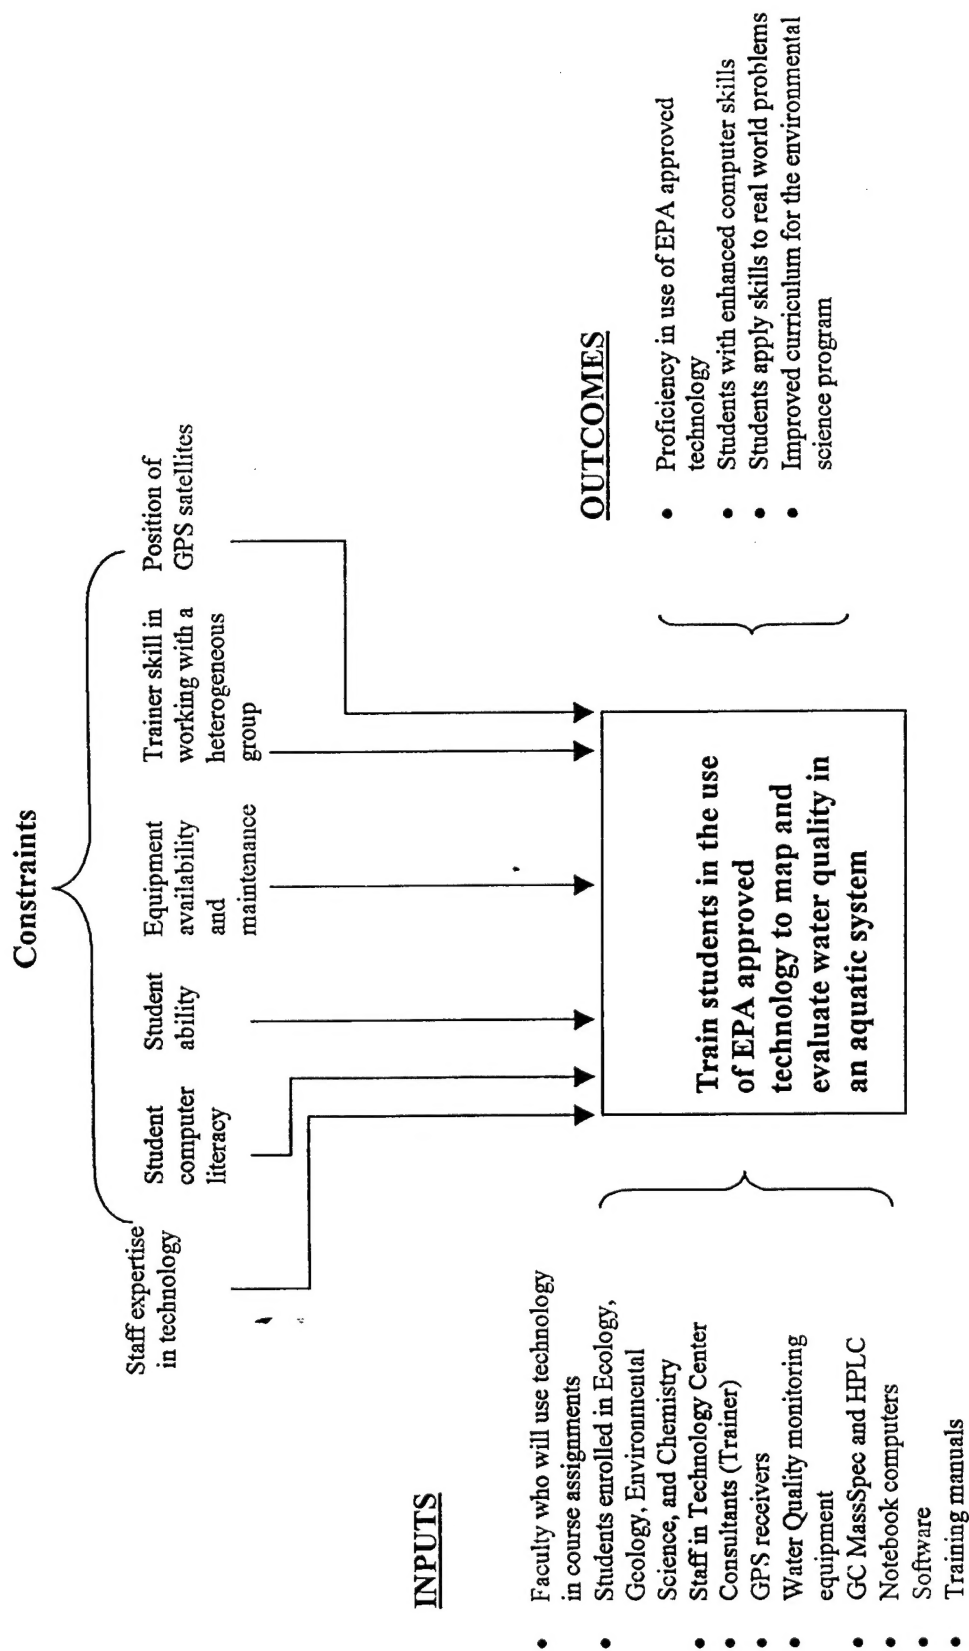 Constraints
Staff expertise
in technology
Student
computer
literacy
Student
ability
Equipment
availability
and
maintenance
Trainer skill in
working with a
heterogeneous
group
Position of
GPS satellites
INPUTS
• Faculty who will use technology
in course assignments
• Students enrolled in Ecology,
Geology, Environmental
Science, and Chemistry
• Staff in Technology Center
• Consultants (Trainer)
• GPS receivers
• Water Quality monitoring
equipment
• GC MassSpec and HPLC
• Notebook computers
• Software
• Training manuals
Train students in the use
of EPA approved
technology to map and
evaluate water quality in
an aquatic system
OUTCOMES
• Proficiency in use of EPA approved
technology
• Students with enhanced computer skills
• Students apply skills to real world problems
• Improved curriculum for the environmental
science program